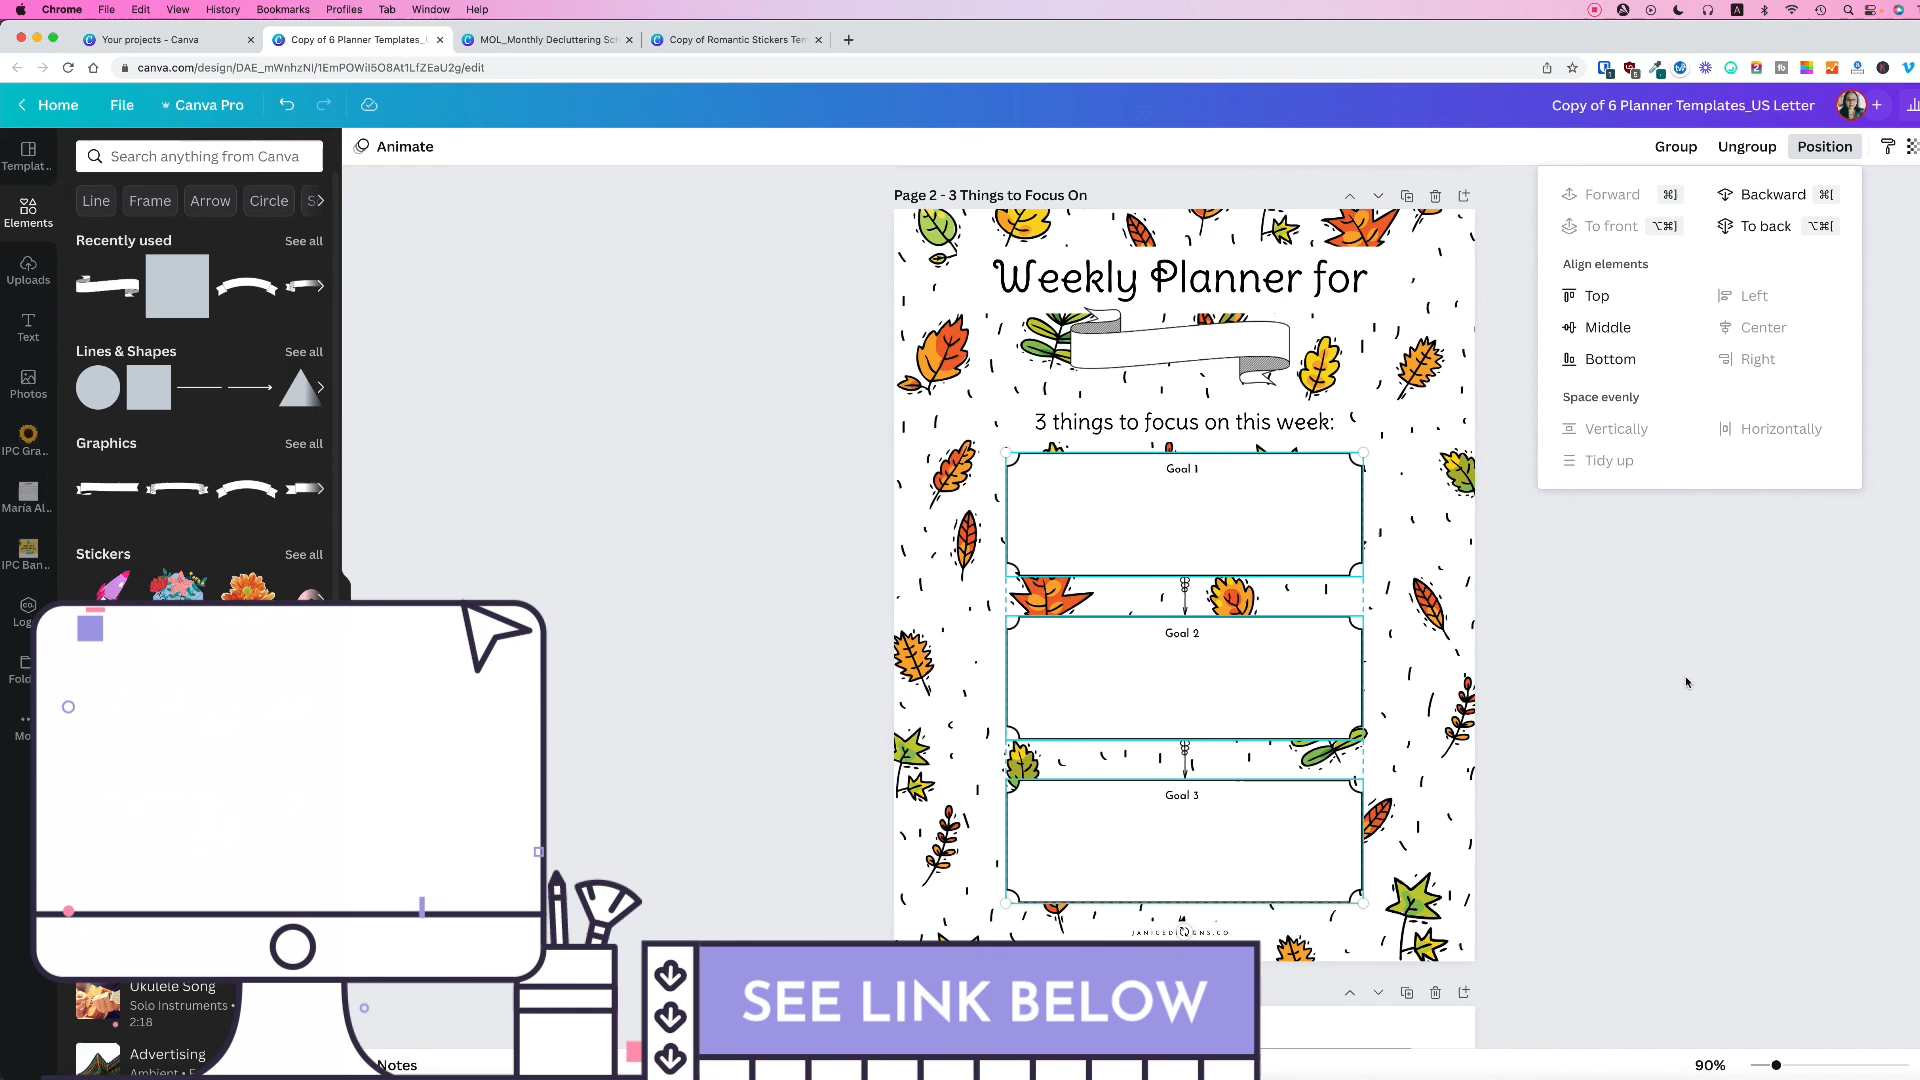 Chrome File Edit View History Bookmarks Profiles Tab Window Help
Your projects - Canva
Copy of 6 Planner Templates_U
MOL_Monthly Decluttering Sch
Copy of Romantic Stickers Tem
canva.com/design/DAE_mWnhzNI/1EmPOWiI5O8At1LfZEaU2g/edit
Home File Canva Pro
Copy of 6 Planner Templates_US Letter
Search anything from Canva
Animate
Group Ungroup Position
Templat..
Elements
Uploads
Text
Photos
IPC Gra..
María Al..
IPC Ban..
Line Frame Arrow Circle S
Recently used See all
Lines & Shapes See all
Graphics See all
Stickers See all
Ukulele Song
Solo Instruments •
2:18
Advertising
Page 2 - 3 Things to Focus On
Weekly Planner for
3 things to focus on this week:
Goal 1
Goal 2
Goal 3
Forward ⌘] Backward ⌘[
To front ⌥⌘] To back ⌥⌘[
Align elements
Top Left
Middle Center
Bottom Right
Space evenly
Vertically Horizontally
Tidy up
SEE LINK BELOW
Notes
90%